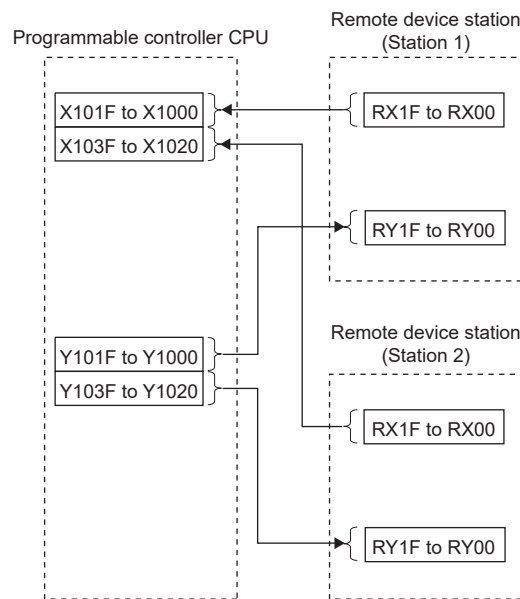 Programmable controller CPU
X101F to X1000
X103F to X1020
Y101F to Y1000
Y103F to Y1020
Remote device station
(Station 1)
RX1F to RX00
RY1F to RY00
Remote device station
(Station 2)
RX1F to RX00
RY1F to RY00